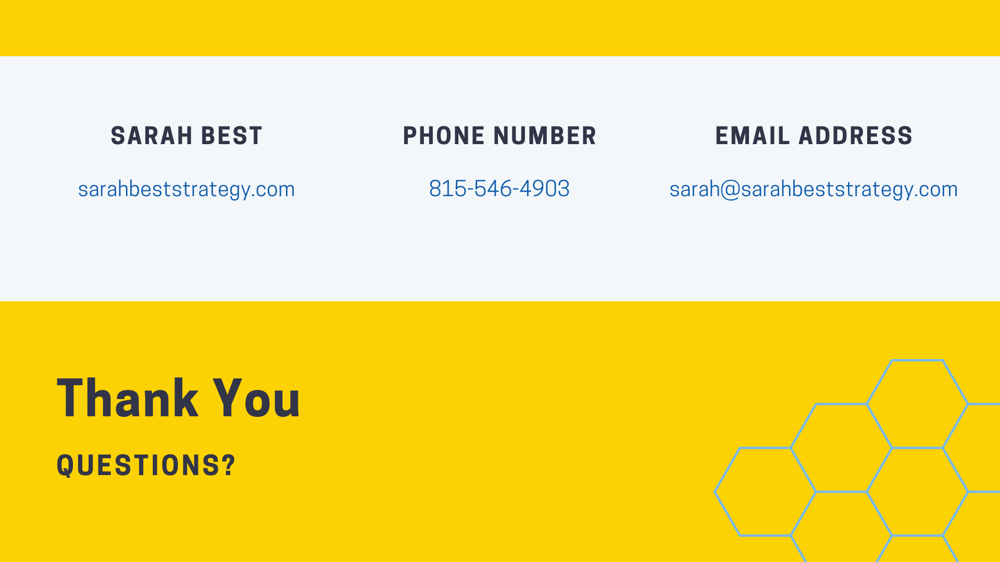 SARAH BEST
sarahbeststrategy.com
PHONE NUMBER
815-546-4903
EMAIL ADDRESS
sarah@sarahbeststrategy.com
Thank You
QUESTIONS?